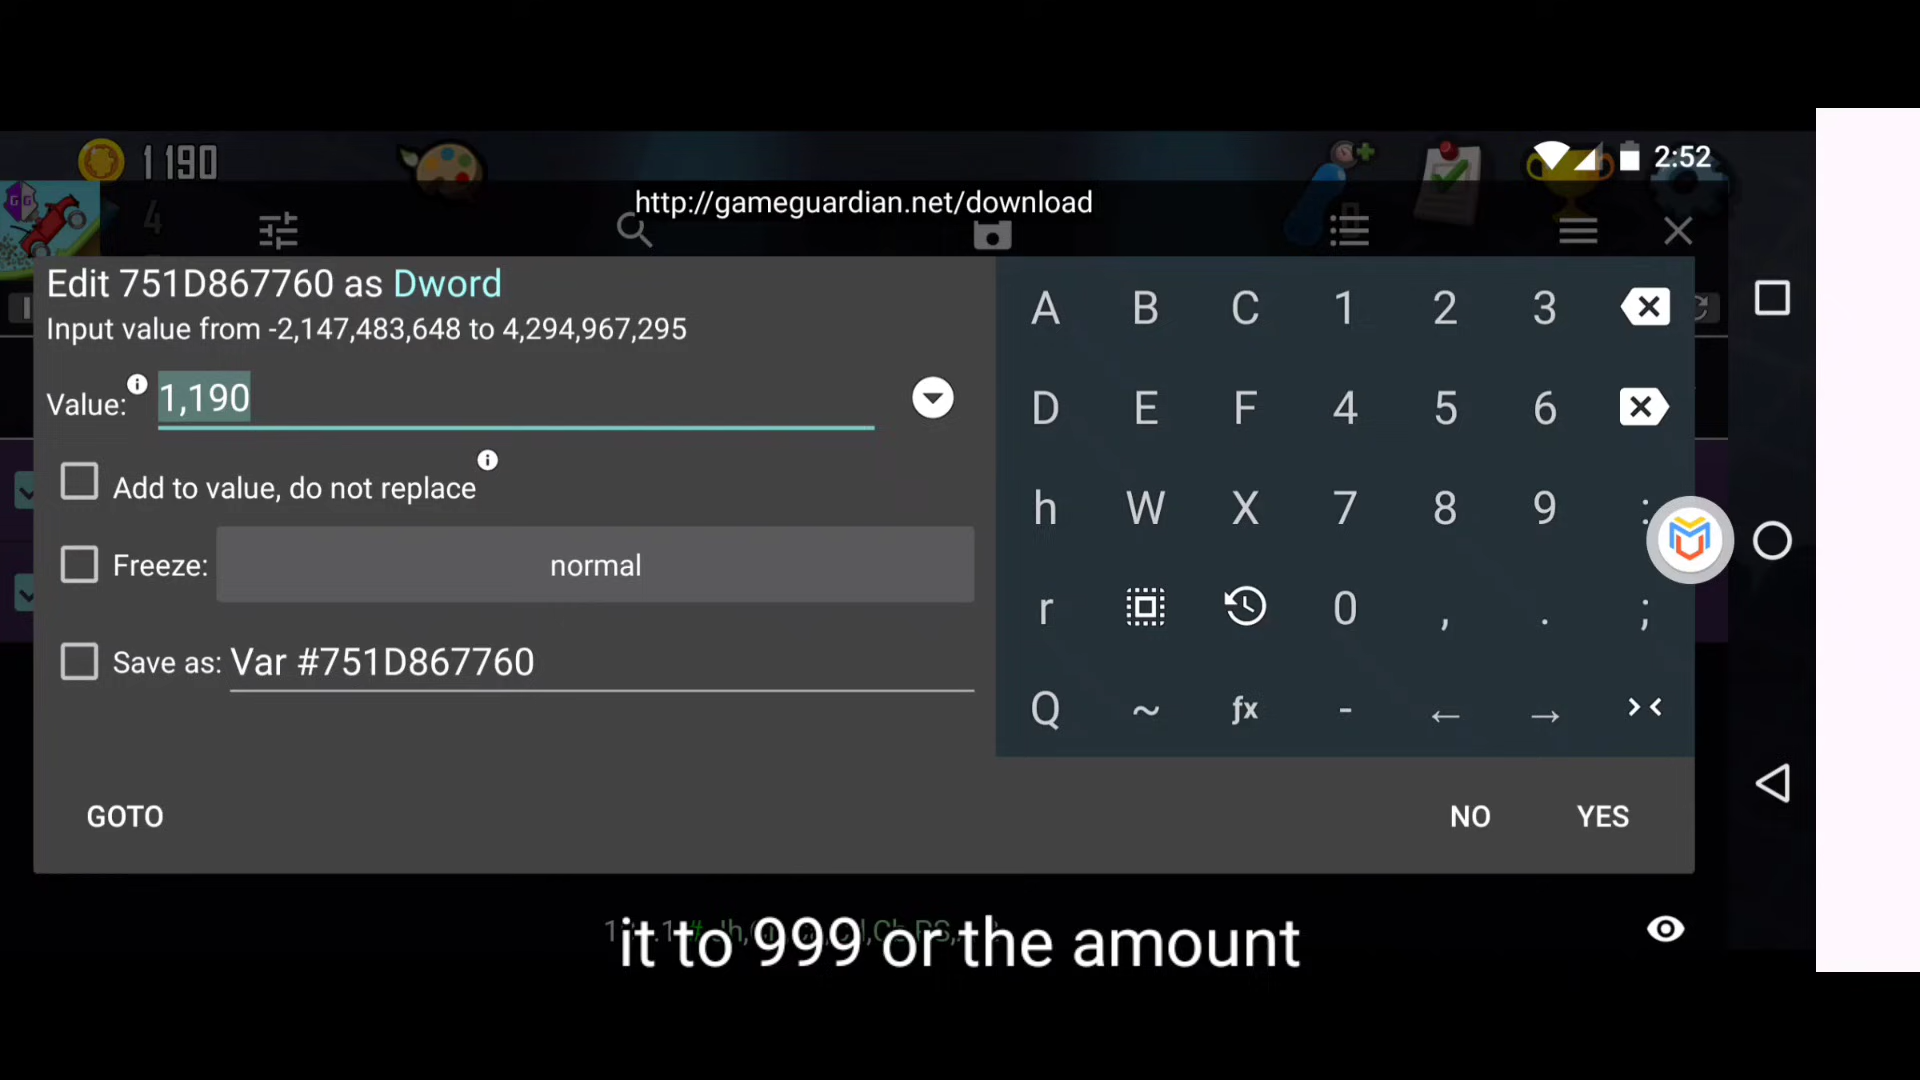 1 190
2:52
4
http://gameguardian.net/download
Edit 751D867760 as Dword
Input value from -2,147,483,648 to 4,294,967,295
Value: 1,190
Add to value, do not replace
Freeze: normal
Save as: Var #751D867760
A B C 1 2 3
D E F 4 5 6
h W X 7 8 9 :
r 0 , . ;
Q ~ ƒx - ← → ><
GOTO
NO
YES
it to 999 or the amount